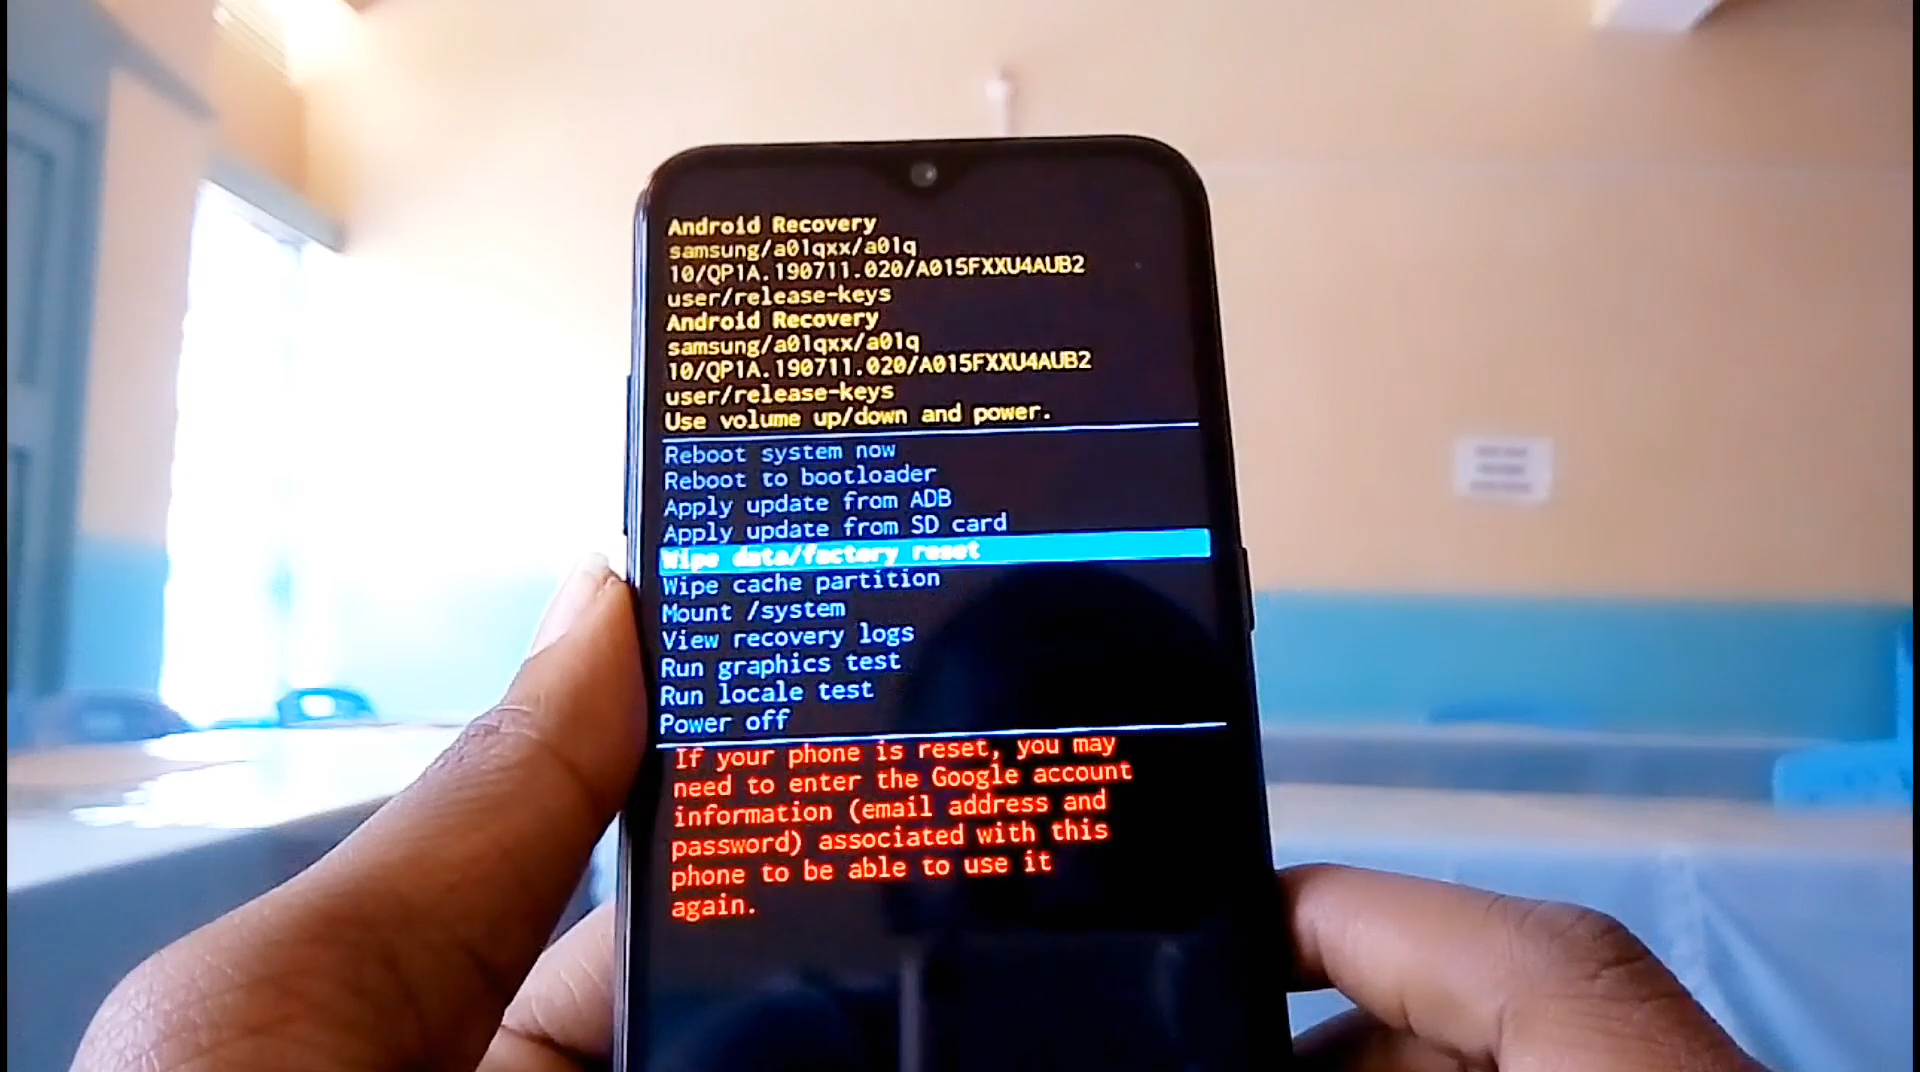 Android Recovery
samsung/a01qxx/a01q
10/QP1A.190711.020/A015FXXU4AUB2
user/release-keys
Android Recovery
samsung/a01qxx/a01q
10/QP1A.190711.020/A015FXXU4AUB2
user/release-keys
Use volume up/down and power.
Reboot system now
Reboot to bootloader
Apply update from ADB
Apply update from SD card
Wipe data/factory reset
Wipe cache partition
Mount /system
View recovery logs
Run graphics test
Run locale test
Power off
If your phone is reset, you may
need to enter the Google account
information (email address and
password) associated with this
phone to be able to use it
again.